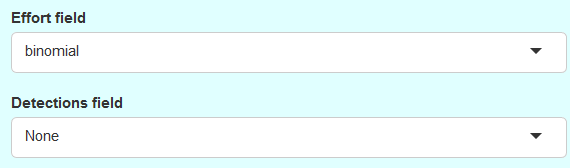 Effort field
binomial
Detections field
None